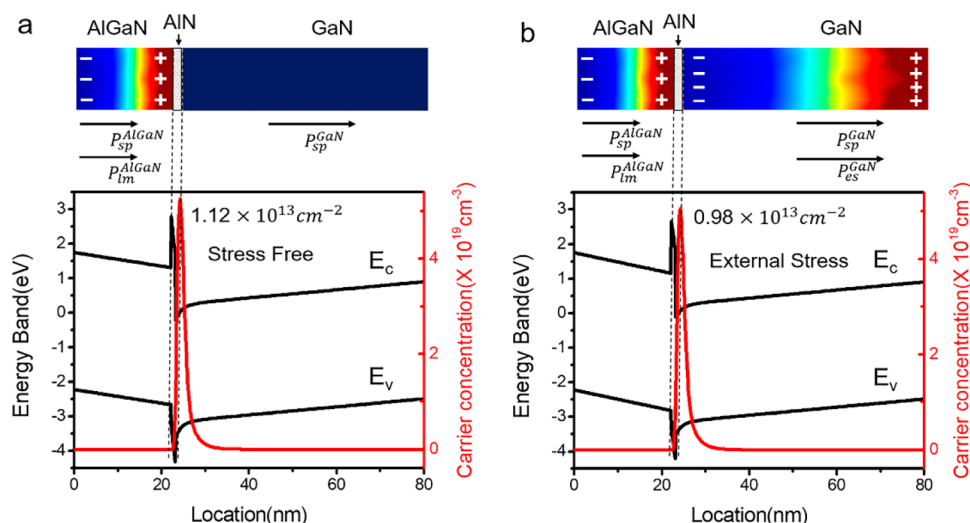 a
AlGaN AlN GaN
− + 
− + 
− + 
P_sp^AlGaN P_sp^GaN
P_lm^AlGaN
1.12 × 10^13 cm^−2
Stress Free
E_c
E_v
Energy Band(eV)
3
2
1
0
-1
-2
-3
-4
Carrier concentration(X 10^19cm^-3)
4
2
0
0 20 40 60 80
Location(nm)
b
AlGaN AlN GaN
− + − +
− + − +
− + − +
P_sp^AlGaN P_sp^GaN
P_lm^AlGaN P_es^GaN
0.98 × 10^13 cm^−2
External Stress
E_c
E_v
Energy Band(eV)
3
2
1
0
-1
-2
-3
-4
Carrier concentration(X 10^19cm^-3)
4
2
0
0 20 40 60 80
Location(nm)